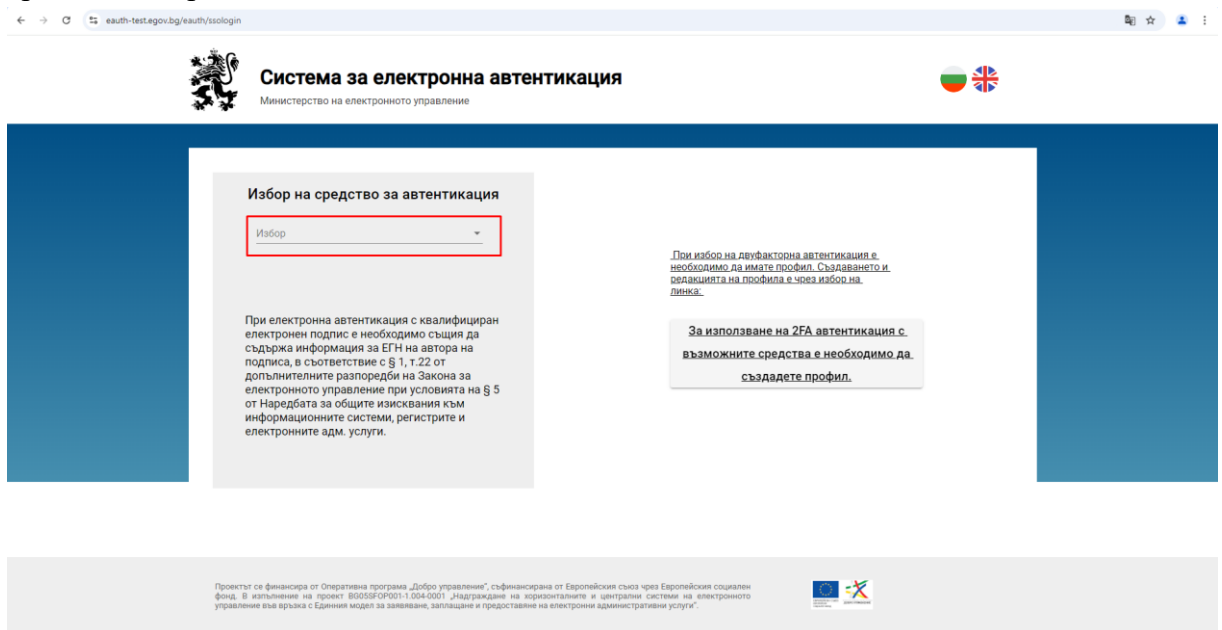 eauth-test.egov.bg/eauth/ssologin
Система за електронна автентикация
Министерство на електронното управление
Избор на средство за автентикация
Избор
При електронна автентикация с квалифициран
електронен подпис е необходимо същия да
съдържа информация за ЕГН на автора на
подписа, в съответствие с § 1, т.22 от
допълнителните разпоредби на Закона за
електронното управление при условията на § 5
от Наредбата за общите изисквания към
информационните системи, регистрите и
електронните адм. услуги.
При избор на двуфакторна автентикация е
необходимо да имате профил. Създаването и
редакцията на профила е чрез избор на
линка:
За използване на 2FA автентикация с
възможните средства е необходимо да
създадете профил.
Проектът се финансира от Оперативна програма „Добро управление", съфинансирана от Европейския съюз чрез Европейския социален
фонд. В изпълнение на проект BG05SFOP001-1.004-0001 „Надграждане на хоризонталните и централни системи на електронното
управление във връзка с Единния модел за заявяване, заплащане и предоставяне на електронни административни услуги".